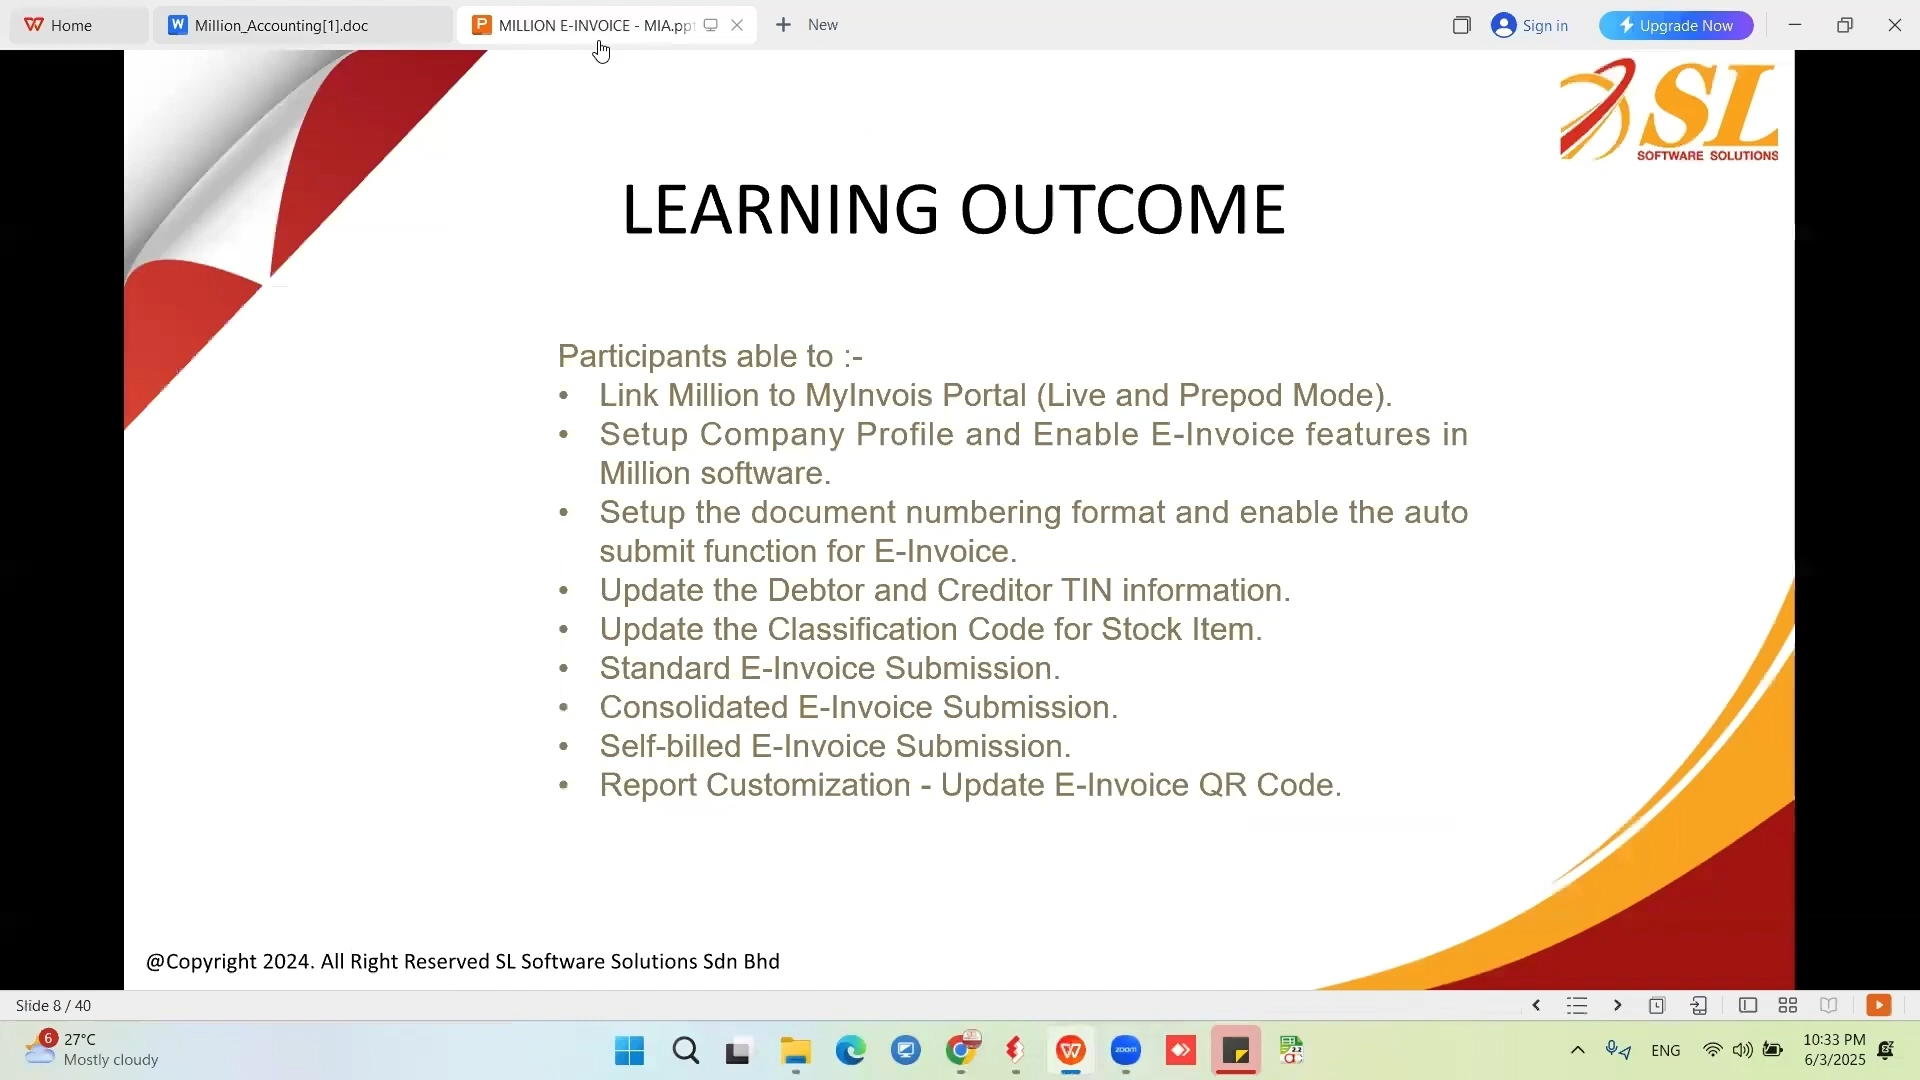 Home
Million_Accounting[1].doc
MILLION E-INVOICE - MIA.ppt
New
Sign in
Upgrade Now
SL
SOFTWARE SOLUTIONS
LEARNING OUTCOME
Participants able to :-
• Link Million to MyInvois Portal (Live and Prepod Mode).
• Setup Company Profile and Enable E-Invoice features in
Million software.
• Setup the document numbering format and enable the auto
submit function for E-Invoice.
• Update the Debtor and Creditor TIN information.
• Update the Classification Code for Stock Item.
• Standard E-Invoice Submission.
• Consolidated E-Invoice Submission.
• Self-billed E-Invoice Submission.
• Report Customization - Update E-Invoice QR Code.
@Copyright 2024. All Right Reserved SL Software Solutions Sdn Bhd
Slide 8 / 40
6
27°C
Mostly cloudy
zoom
ENG
10:33 PM
6/3/2025